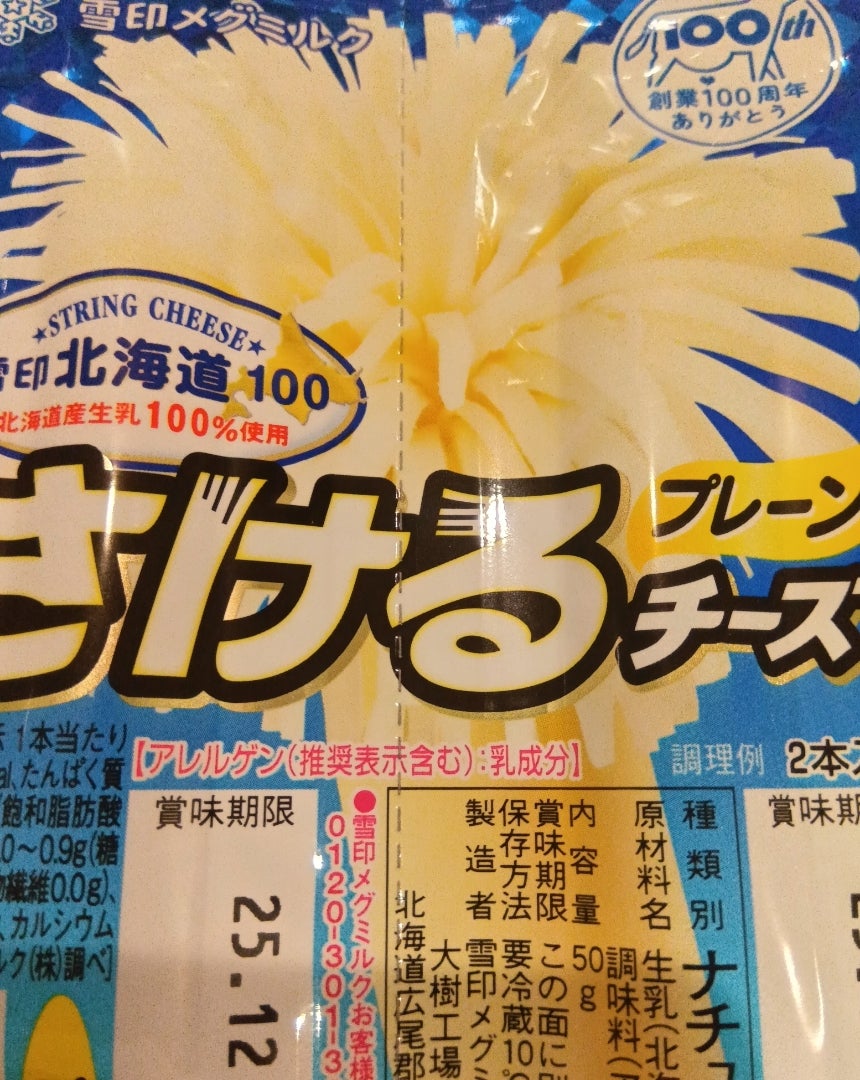 雪印メグミルク
100th
創業100周年
ありがとう
STRING CHEESE
雪印北海道100
北海道産生乳100%使用
さける
プレーン
チーズ
1本当たり
たんぱく質
飽和脂肪酸
.0～0.9g(糖
繊維0.0g)、
カルシウム
ク(株)調べ]
【アレルゲン(推奨表示含む):乳成分】
調理例
2本入
賞味期限
25.12
●雪印メグミルクお客様
0120-301-3
種類別 ナチュ
原材料名 生乳(北海
調味料(ア
内容量 50g
賞味期限 この面に別
保存方法 要冷蔵10℃
製造者 雪印メグミ
大樹工場
北海道広尾郡
賞味期